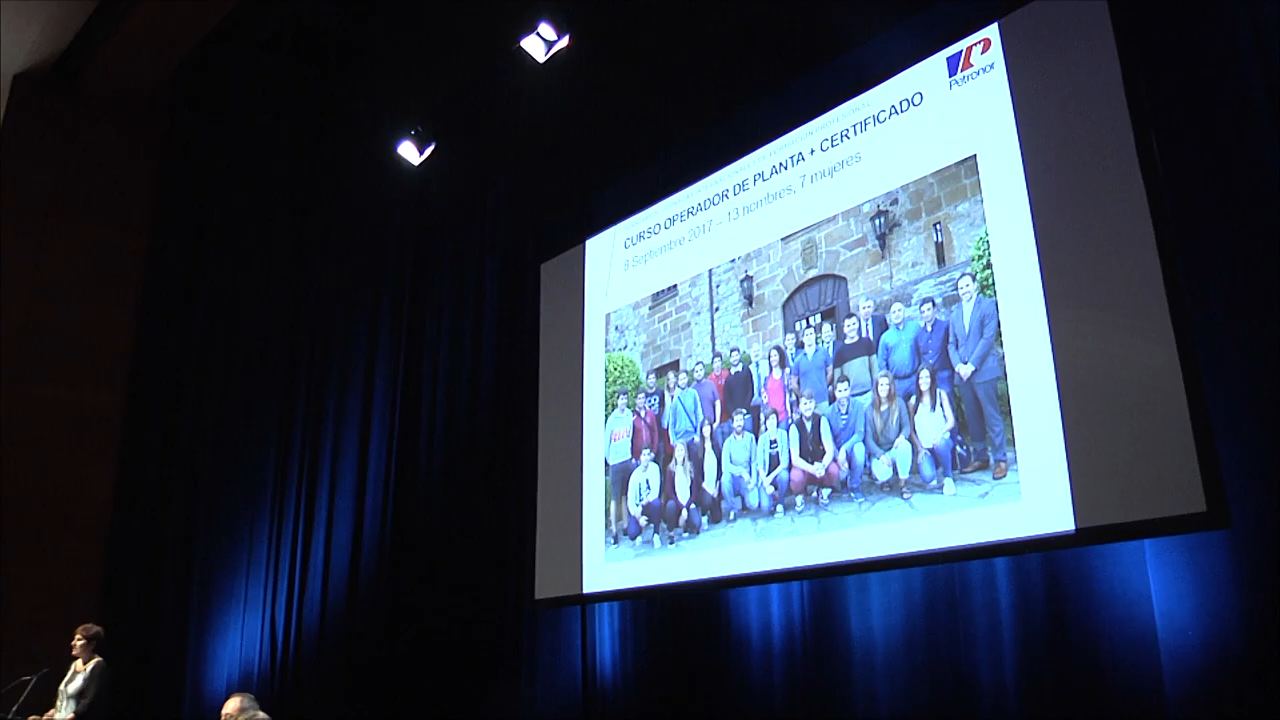 Petronor
CURSO OPERADOR DE PLANTA + CERTIFICADO
8 Septiembre 2017 – 13 hombres, 7 mujeres